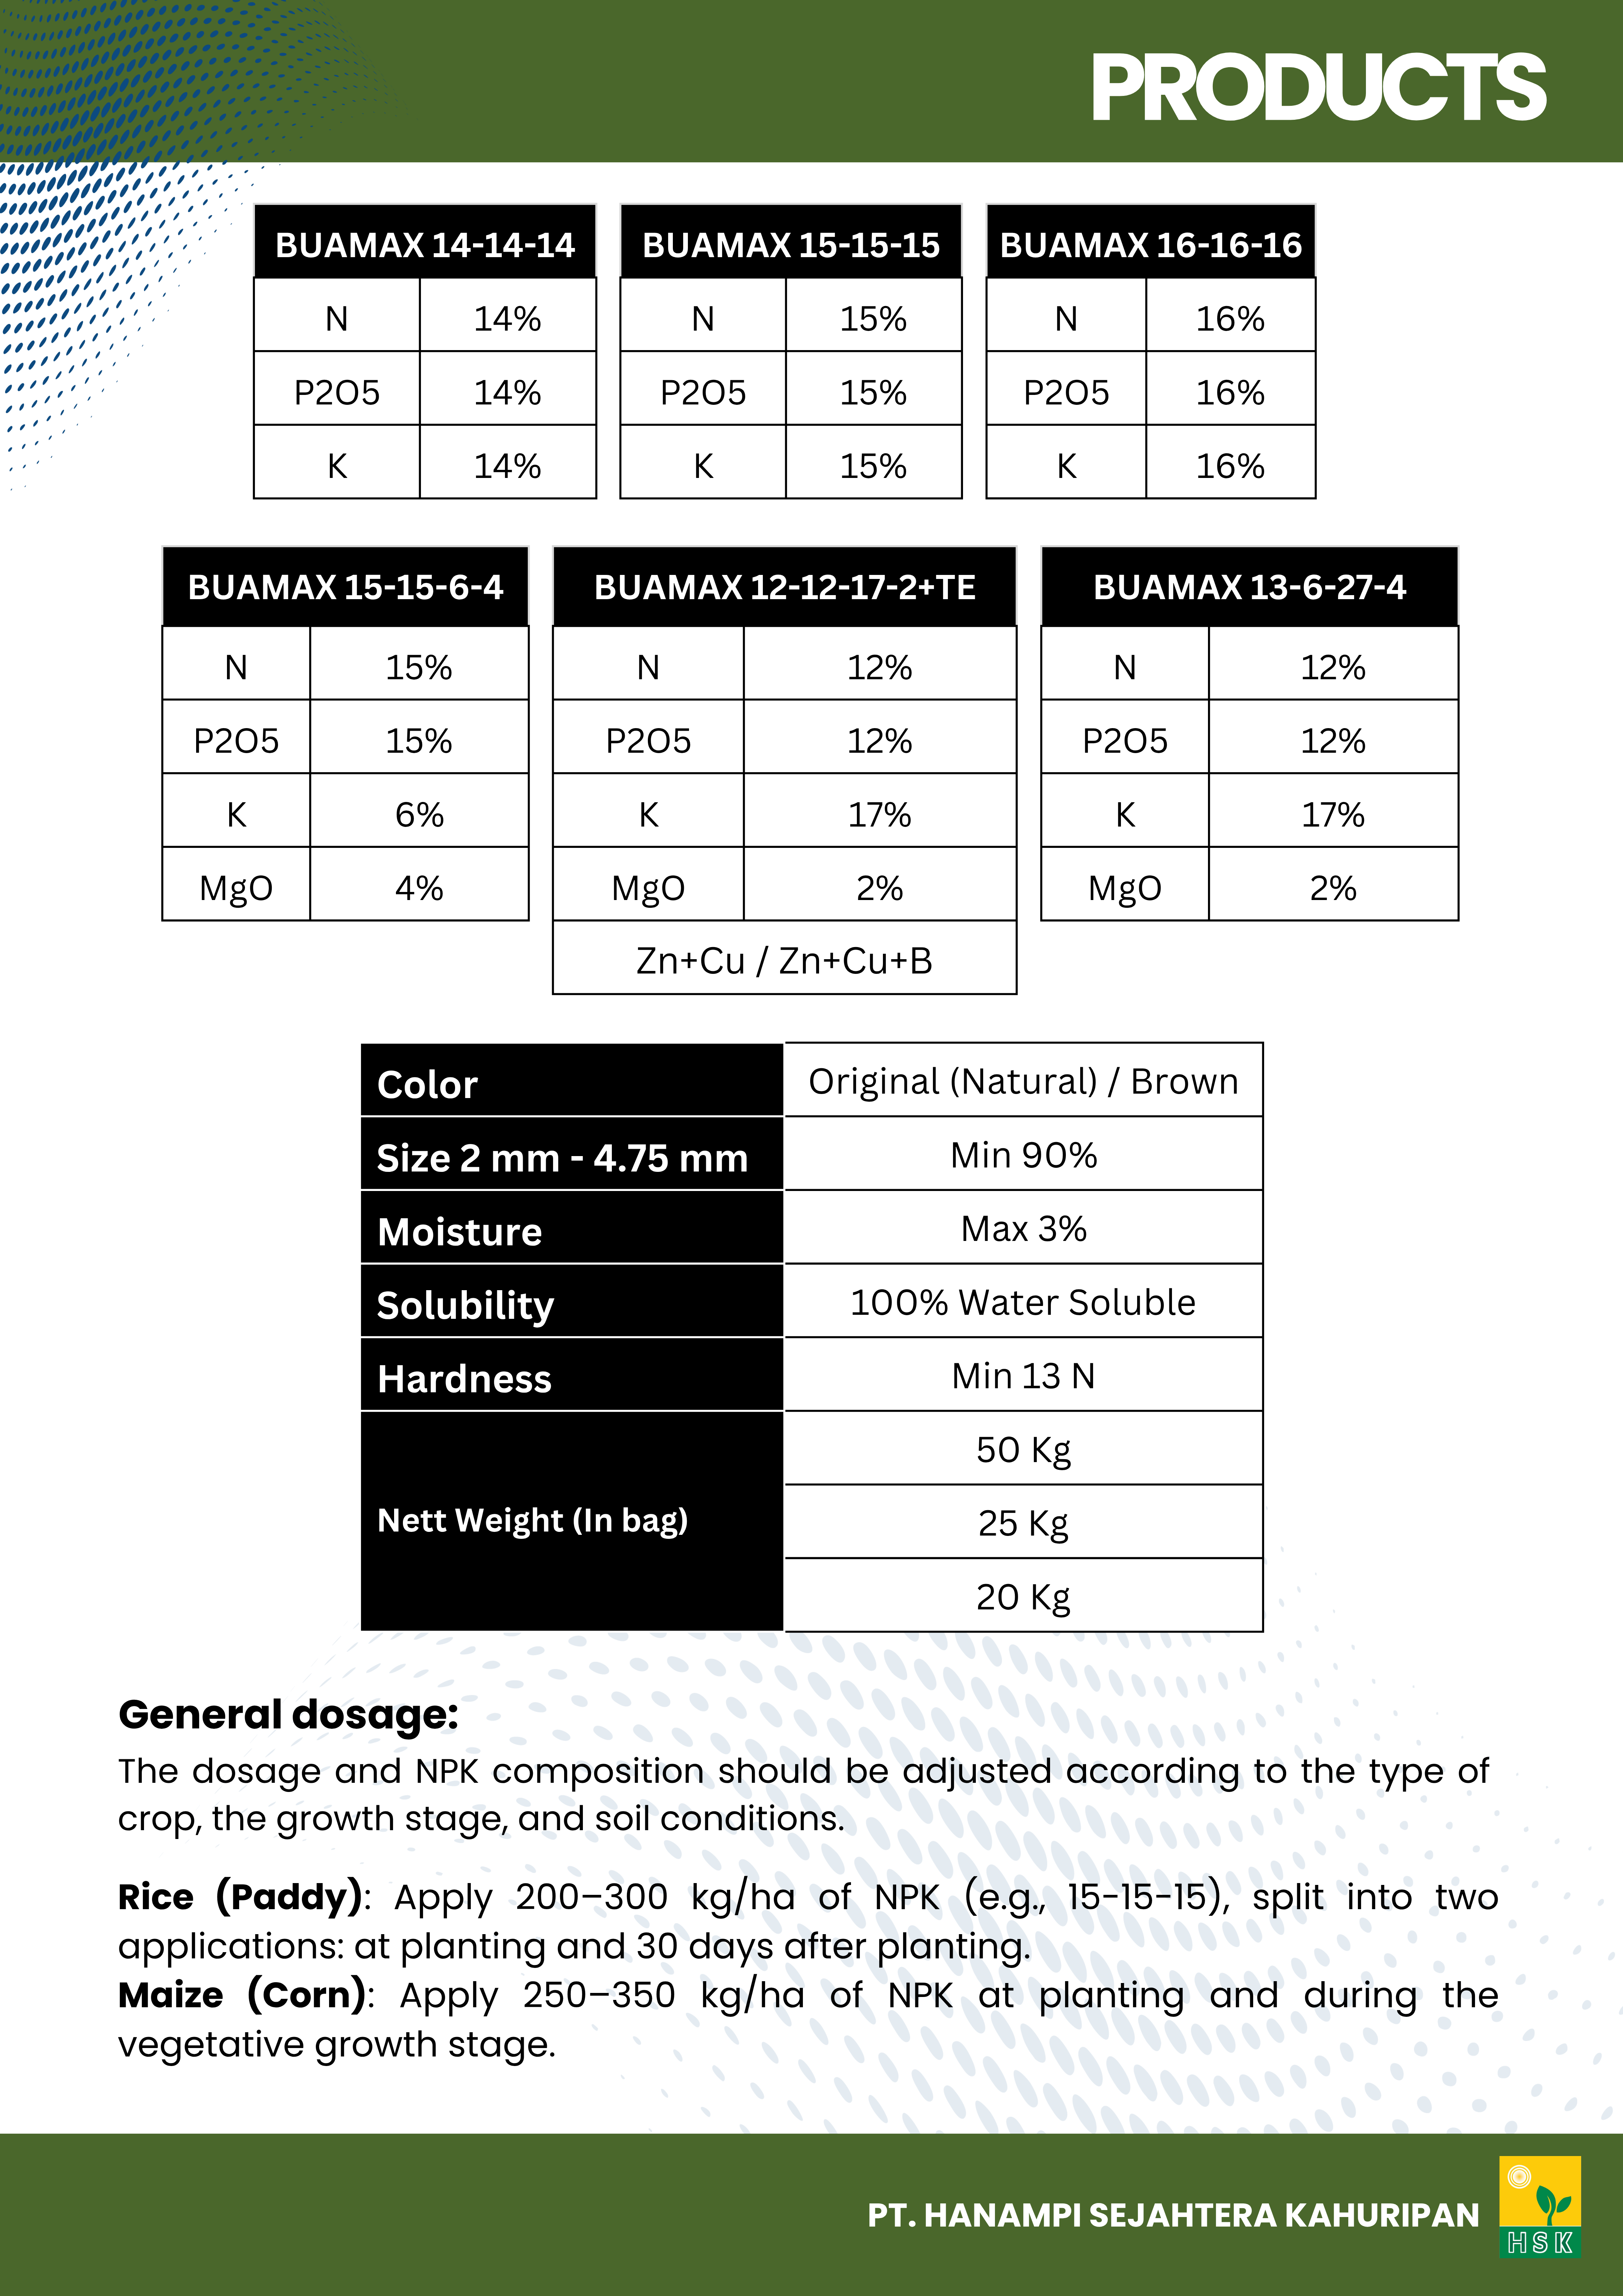 PRODUCTS
BUAMAX 14-14-14
N 14%
P2O5 14%
K 14%
BUAMAX 15-15-15
N 15%
P2O5 15%
K 15%
BUAMAX 16-16-16
N 16%
P2O5 16%
K 16%
BUAMAX 15-15-6-4
N 15%
P2O5 15%
K 6%
MgO 4%
BUAMAX 12-12-17-2+TE
N 12%
P2O5 12%
K 17%
MgO 2%
Zn+Cu / Zn+Cu+B
BUAMAX 13-6-27-4
N 12%
P2O5 12%
K 17%
MgO 2%
Color Original (Natural) / Brown
Size 2 mm - 4.75 mm Min 90%
Moisture Max 3%
Solubility 100% Water Soluble
Hardness Min 13 N
Nett Weight (In bag) 50 Kg
25 Kg
20 Kg
General dosage:
The dosage and NPK composition should be adjusted according to the type of
crop, the growth stage, and soil conditions.
Rice (Paddy): Apply 200–300 kg/ha of NPK (e.g., 15-15-15), split into two
applications: at planting and 30 days after planting.
Maize (Corn): Apply 250–350 kg/ha of NPK at planting and during the
vegetative growth stage.
PT. HANAMPI SEJAHTERA KAHURIPAN
HSK